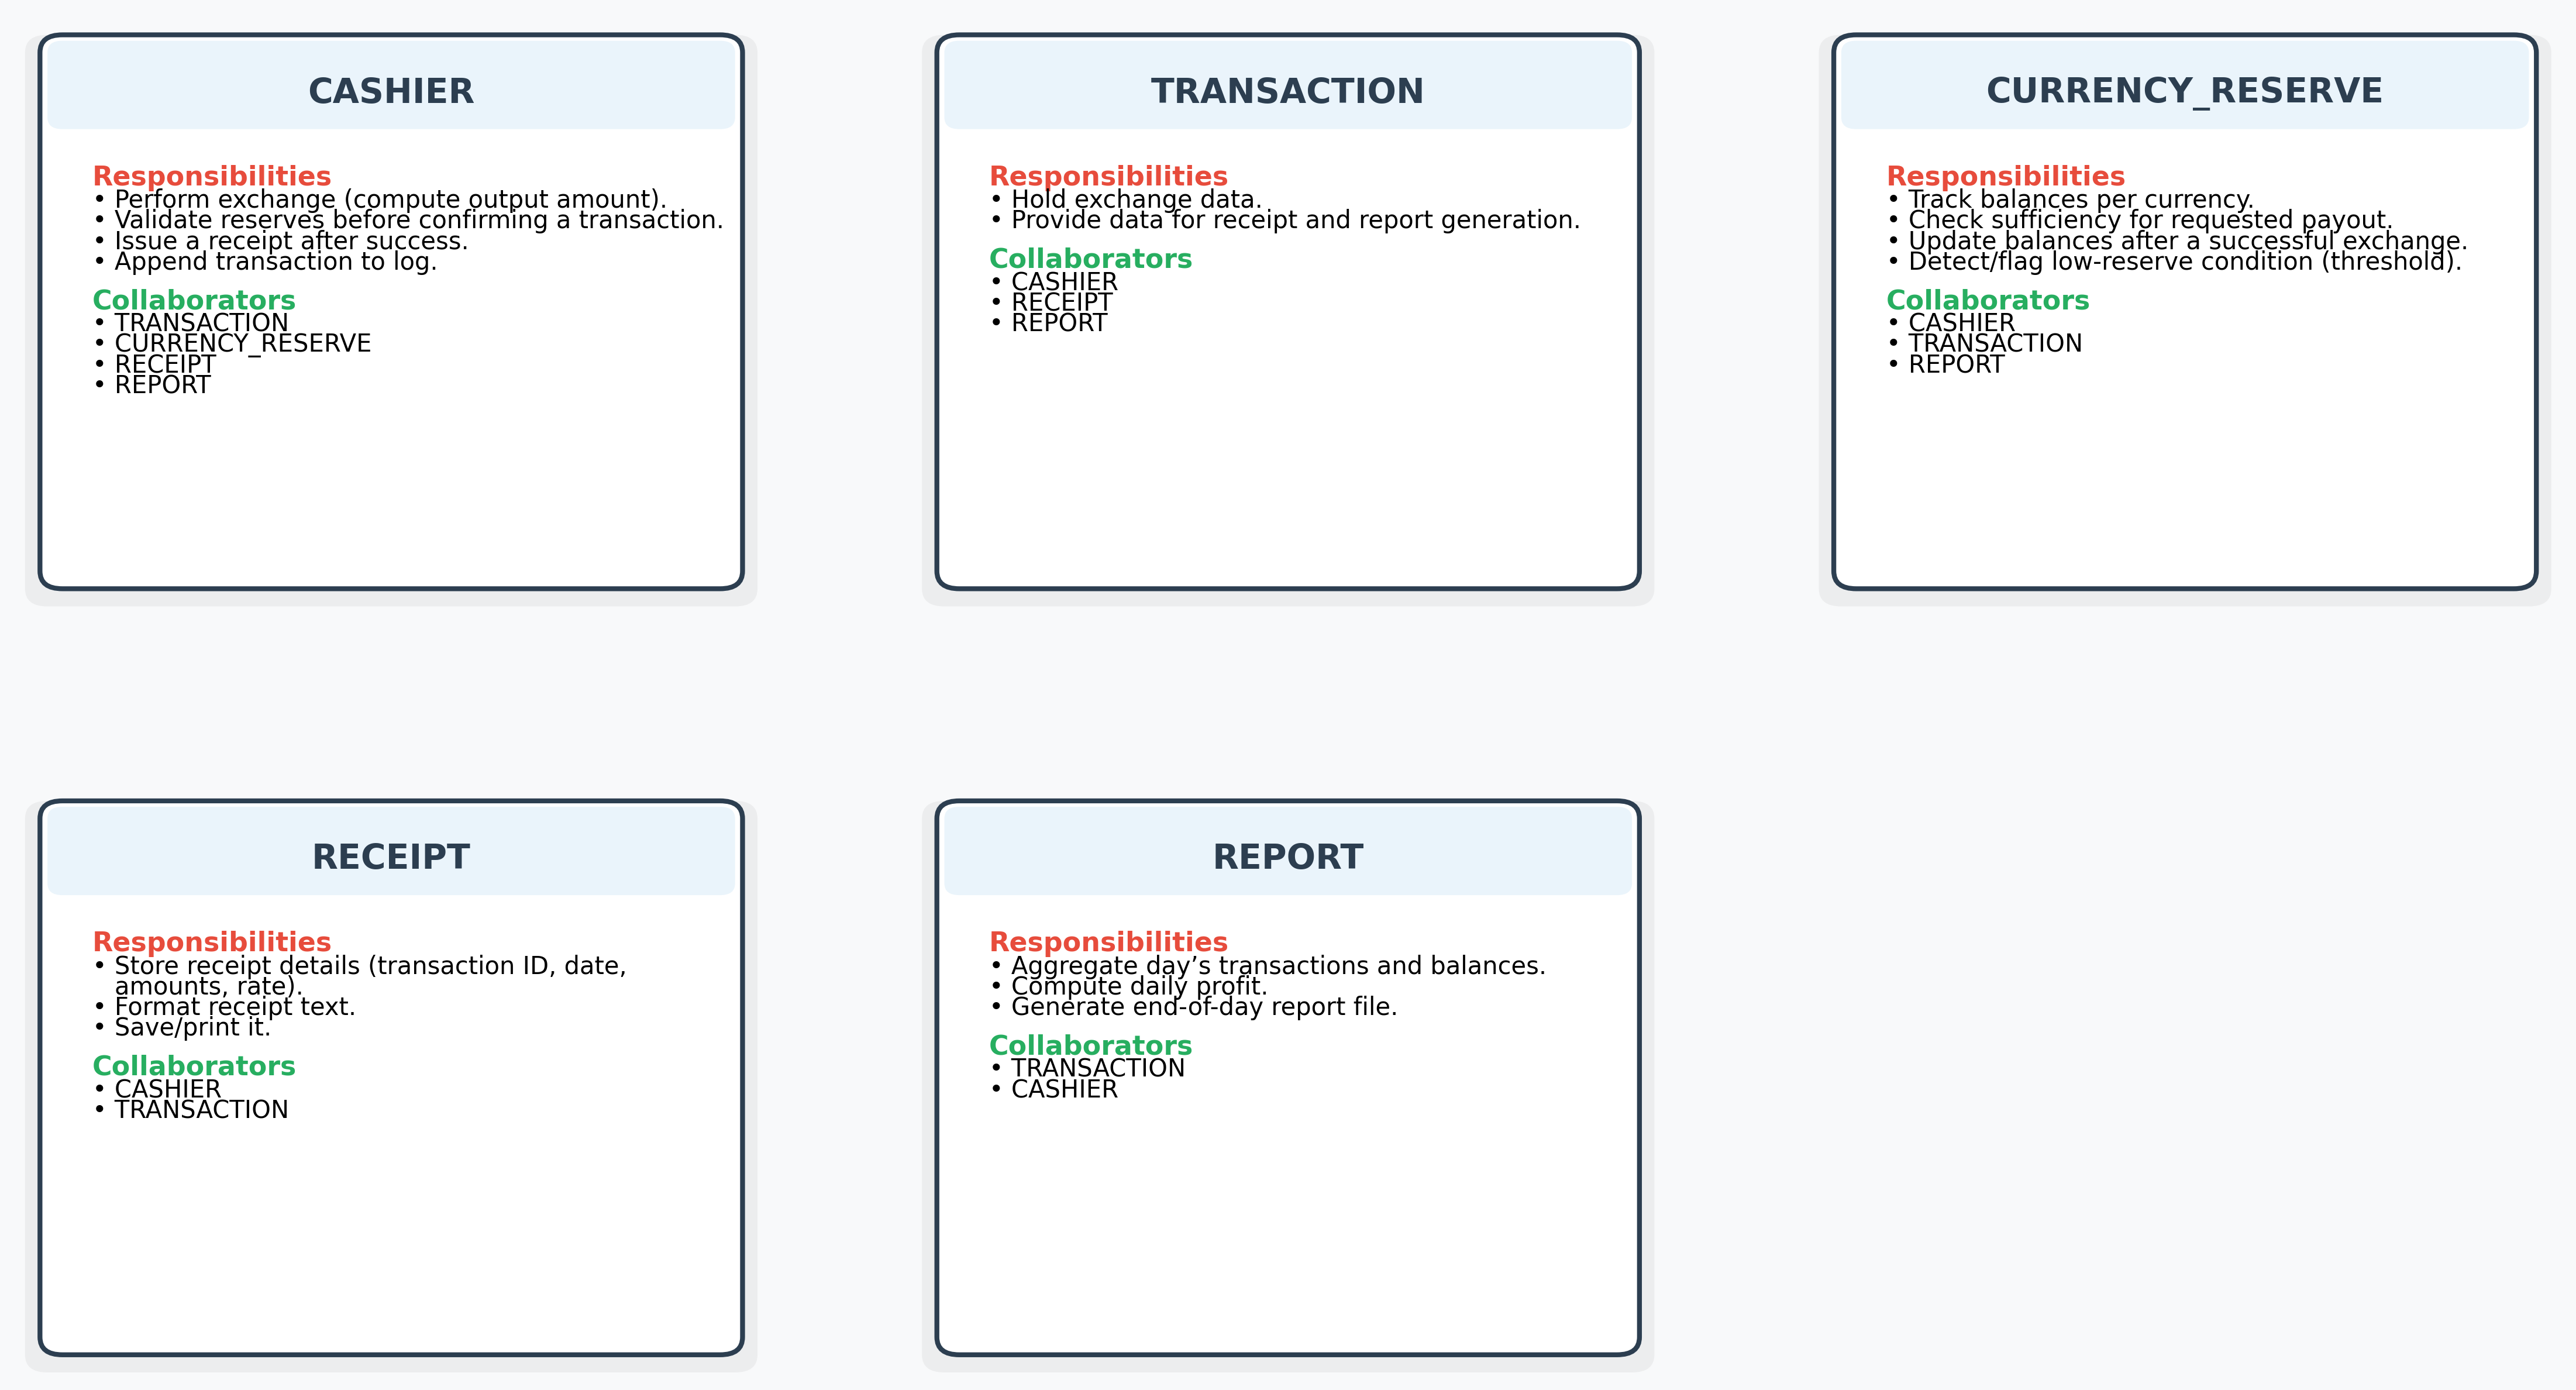 CASHIER
Responsibilities
• Perform exchange (compute output amount).
• Validate reserves before confirming a transaction.
• Issue a receipt after success.
• Append transaction to log.
Collaborators
• TRANSACTION
• CURRENCY_RESERVE
• RECEIPT
• REPORT
TRANSACTION
Responsibilities
• Hold exchange data.
• Provide data for receipt and report generation.
Collaborators
• CASHIER
• RECEIPT
• REPORT
CURRENCY_RESERVE
Responsibilities
• Track balances per currency.
• Check sufficiency for requested payout.
• Update balances after a successful exchange.
• Detect/flag low-reserve condition (threshold).
Collaborators
• CASHIER
• TRANSACTION
• REPORT
RECEIPT
Responsibilities
• Store receipt details (transaction ID, date,
amounts, rate).
• Format receipt text.
• Save/print it.
Collaborators
• CASHIER
• TRANSACTION
REPORT
Responsibilities
• Aggregate day’s transactions and balances.
• Compute daily profit.
• Generate end-of-day report file.
Collaborators
• TRANSACTION
• CASHIER